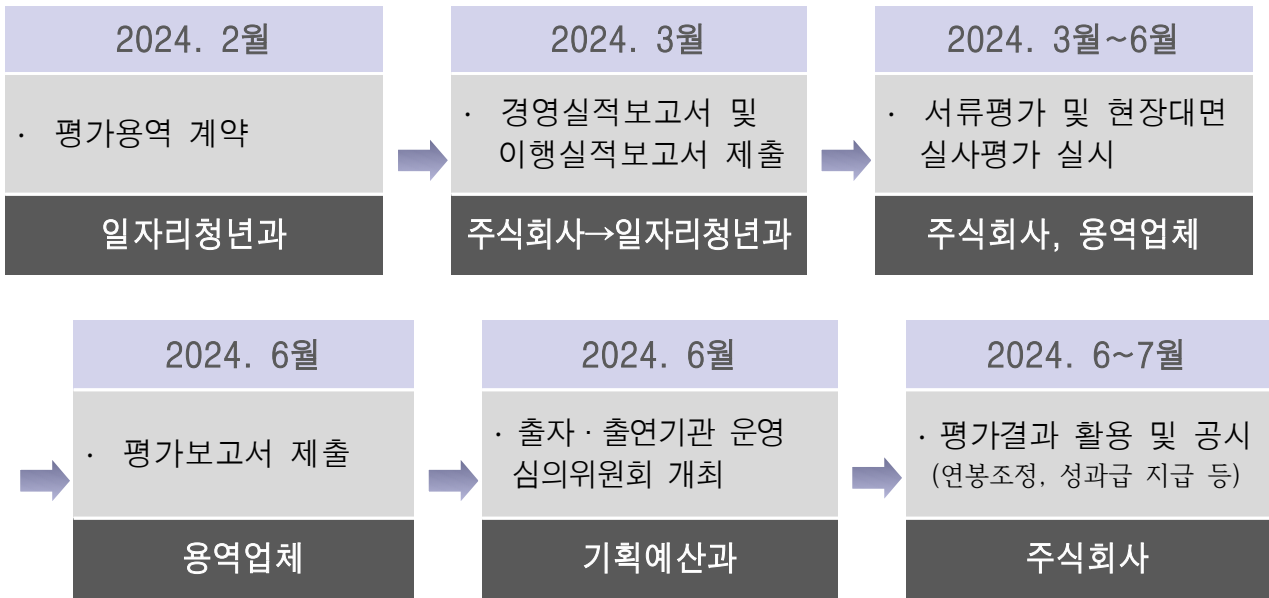 2024. 2월
· 평가용역 계약
일자리청년과
2024. 3월
· 경영실적보고서 및
이행실적보고서 제출
주식회사→일자리청년과
2024. 3월~6월
· 서류평가 및 현장대면
실사평가 실시
주식회사, 용역업체
2024. 6월
· 평가보고서 제출
용역업체
2024. 6월
· 출자·출연기관 운영
심의위원회 개최
기획예산과
2024. 6~7월
· 평가결과 활용 및 공시
(연봉조정, 성과급 지급 등)
주식회사